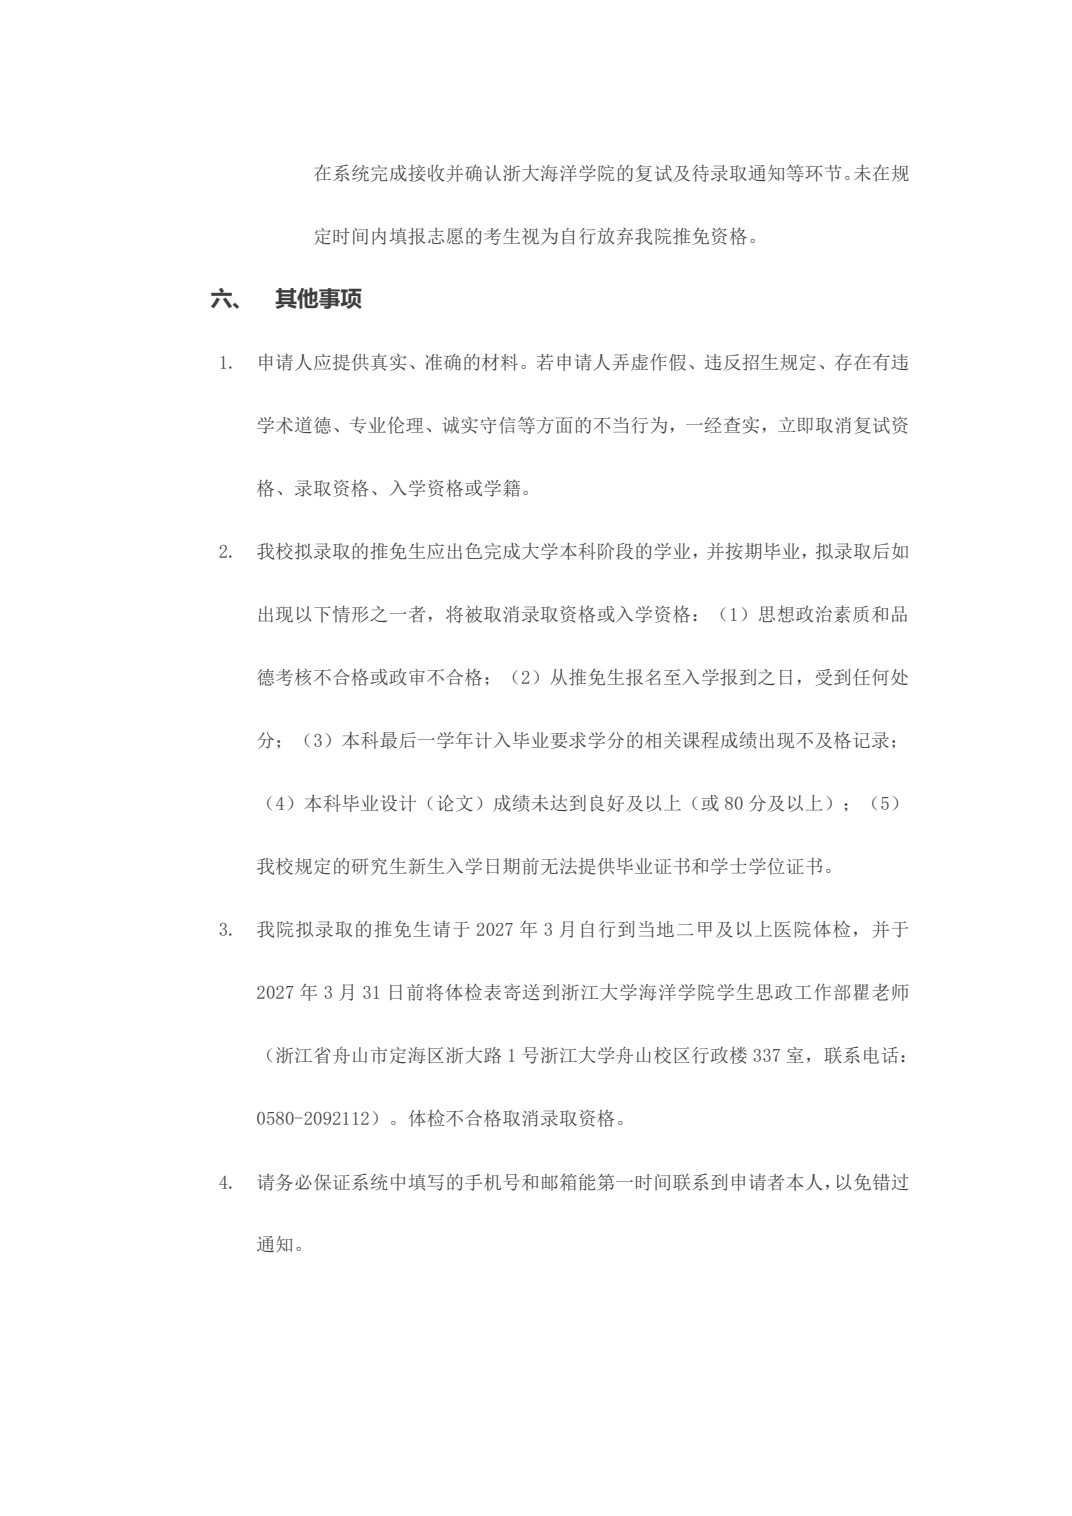 在系统完成接收并确认浙大海洋学院的复试及待录取通知等环节。未在规
定时间内填报志愿的考生视为自行放弃我院推免资格。
六、 其他事项
1. 申请人应提供真实、准确的材料。若申请人弄虚作假、违反招生规定、存在有违
学术道德、专业伦理、诚实守信等方面的不当行为，一经查实，立即取消复试资
格、录取资格、入学资格或学籍。
2. 我校拟录取的推免生应出色完成大学本科阶段的学业，并按期毕业，拟录取后如
出现以下情形之一者，将被取消录取资格或入学资格：（1）思想政治素质和品
德考核不合格或政审不合格；（2）从推免生报名至入学报到之日，受到任何处
分；（3）本科最后一学年计入毕业要求学分的相关课程成绩出现不及格记录；
（4）本科毕业设计（论文）成绩未达到良好及以上（或 80 分及以上）；（5）
我校规定的研究生新生入学日期前无法提供毕业证书和学士学位证书。
3. 我院拟录取的推免生请于 2027 年 3 月自行到当地二甲及以上医院体检，并于
2027 年 3 月 31 日前将体检表寄送到浙江大学海洋学院学生思政工作部瞿老师
（浙江省舟山市定海区浙大路 1 号浙江大学舟山校区行政楼 337 室，联系电话：
0580-2092112）。体检不合格取消录取资格。
4. 请务必保证系统中填写的手机号和邮箱能第一时间联系到申请者本人，以免错过
通知。